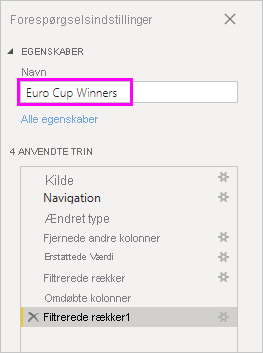 Forespørgselsindstillinger
EGENSKABER
Navn
Euro Cup Winners
Alle egenskaber
4 ANVENDTE TRIN
Kilde
Navigation
Ændret type
Fjernede andre kolonner
Erstattede Værdi
Filtrerede rækker
Omdøbte kolonner
Filtrerede rækker1